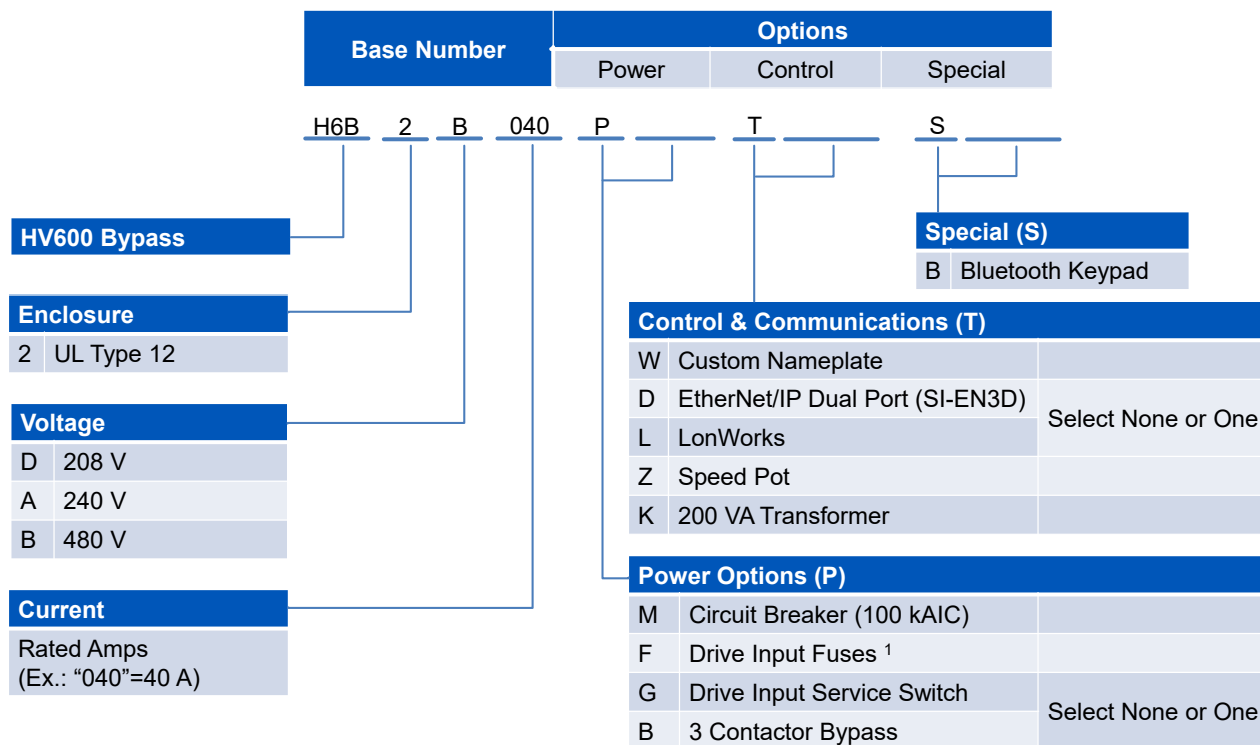 Base Number
Options
Power Control Special
H6B 2 B 040 P T S
HV600 Bypass
Special (S)
B Bluetooth Keypad
Enclosure
2 UL Type 12
Control & Communications (T)
W Custom Nameplate
D EtherNet/IP Dual Port (SI-EN3D)
L LonWorks
Select None or One
Z Speed Pot
K 200 VA Transformer
Voltage
D 208 V
A 240 V
B 480 V
Power Options (P)
M Circuit Breaker (100 kAIC)
F Drive Input Fuses ¹
G Drive Input Service Switch
B 3 Contactor Bypass
Select None or One
Current
Rated Amps
(Ex.: “040”=40 A)